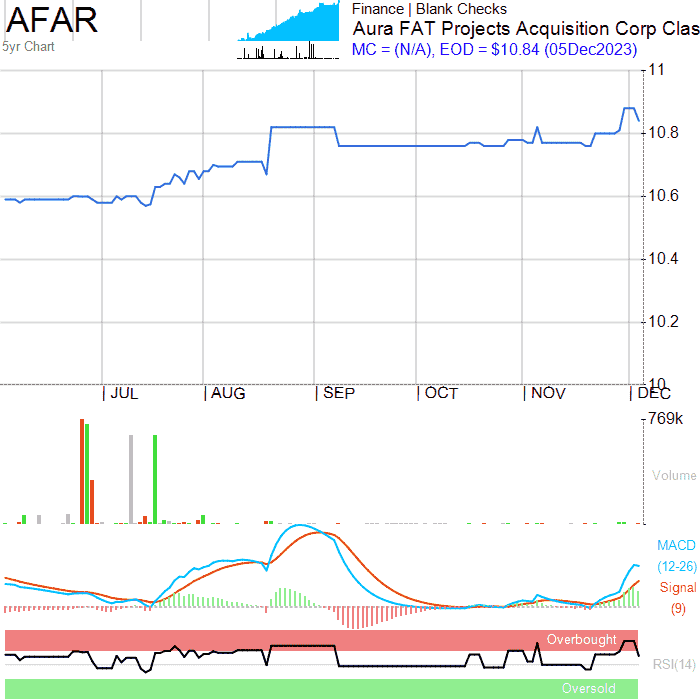 AFAR
5yr Chart
Finance | Blank Checks
Aura FAT Projects Acquisition Corp Clas
MC = (N/A), EOD = $10.84 (05Dec2023)
11
10.8
10.6
10.4
10.2
10
JUL
AUG
SEP
OCT
NOV
DEC
769k
Volume
MACD
(12-26)
Signal
(9)
Overbought
RSI(14)
Oversold